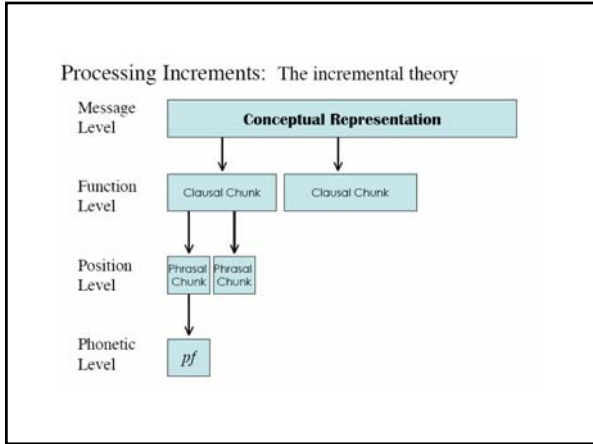 Processing Increments: The incremental theory
Message
Level
Conceptual Representation
Function
Level
Clausal Chunk
Clausal Chunk
Position
Level
Phrasal
Chunk
Phrasal
Chunk
Phonetic
Level
pf